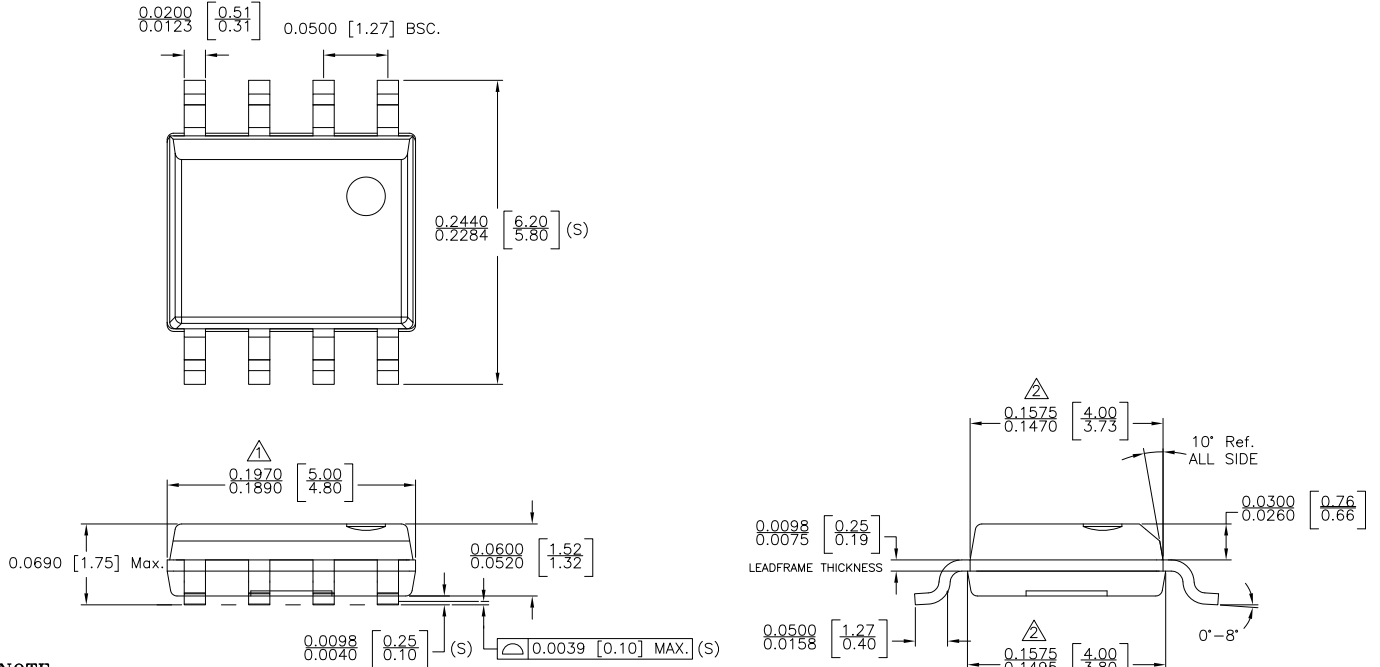 0.0200 [0.51]
0.0123 [0.31]
0.0500 [1.27] BSC.
0.2440 [6.20] (S)
0.2284 [5.80]
1
0.1970 [5.00]
0.1890 [4.80]
0.0690 [1.75] Max.
0.0600 [1.52]
0.0520 [1.32]
0.0098 [0.25] (S)
0.0040 [0.10]
0.0039 [0.10] MAX. (S)
2
0.1575 [4.00]
0.1470 [3.73]
10° Ref.
ALL SIDE
0.0300 [0.76]
0.0260 [0.66]
0.0098 [0.25]
0.0075 [0.19]
LEADFRAME THICKNESS
0.0500 [1.27]
0.0158 [0.40]
0°-8°
2
0.1575 [4.00]
0.1495 [3.80]
NOTE